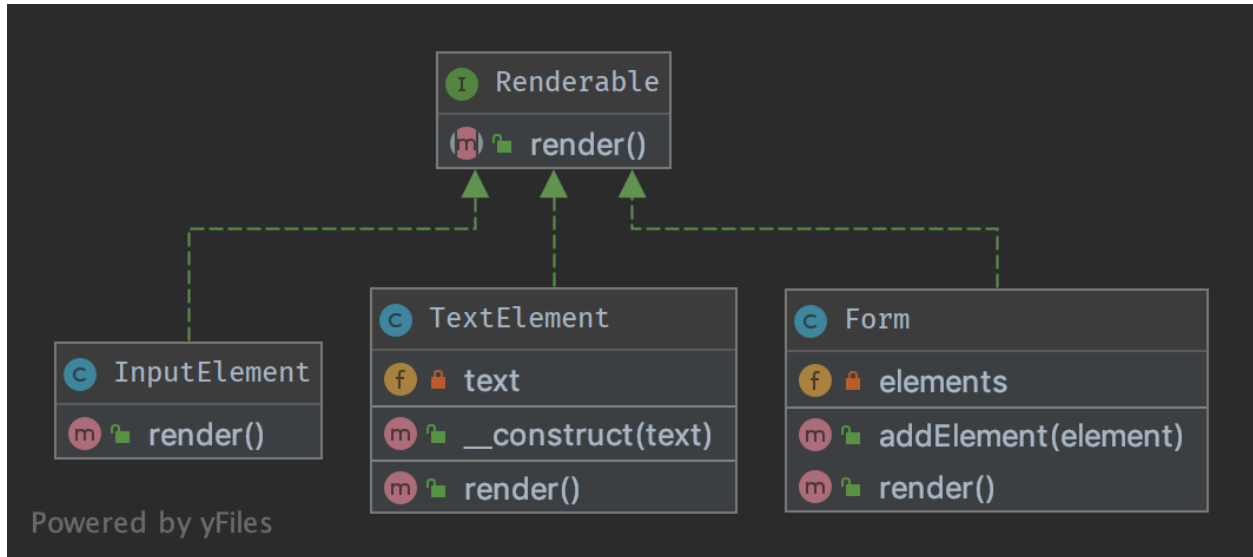 I Renderable
m render()
C InputElement
m render()
C TextElement
f text
m __construct(text)
m render()
C Form
f elements
m addElement(element)
m render()
Powered by yFiles